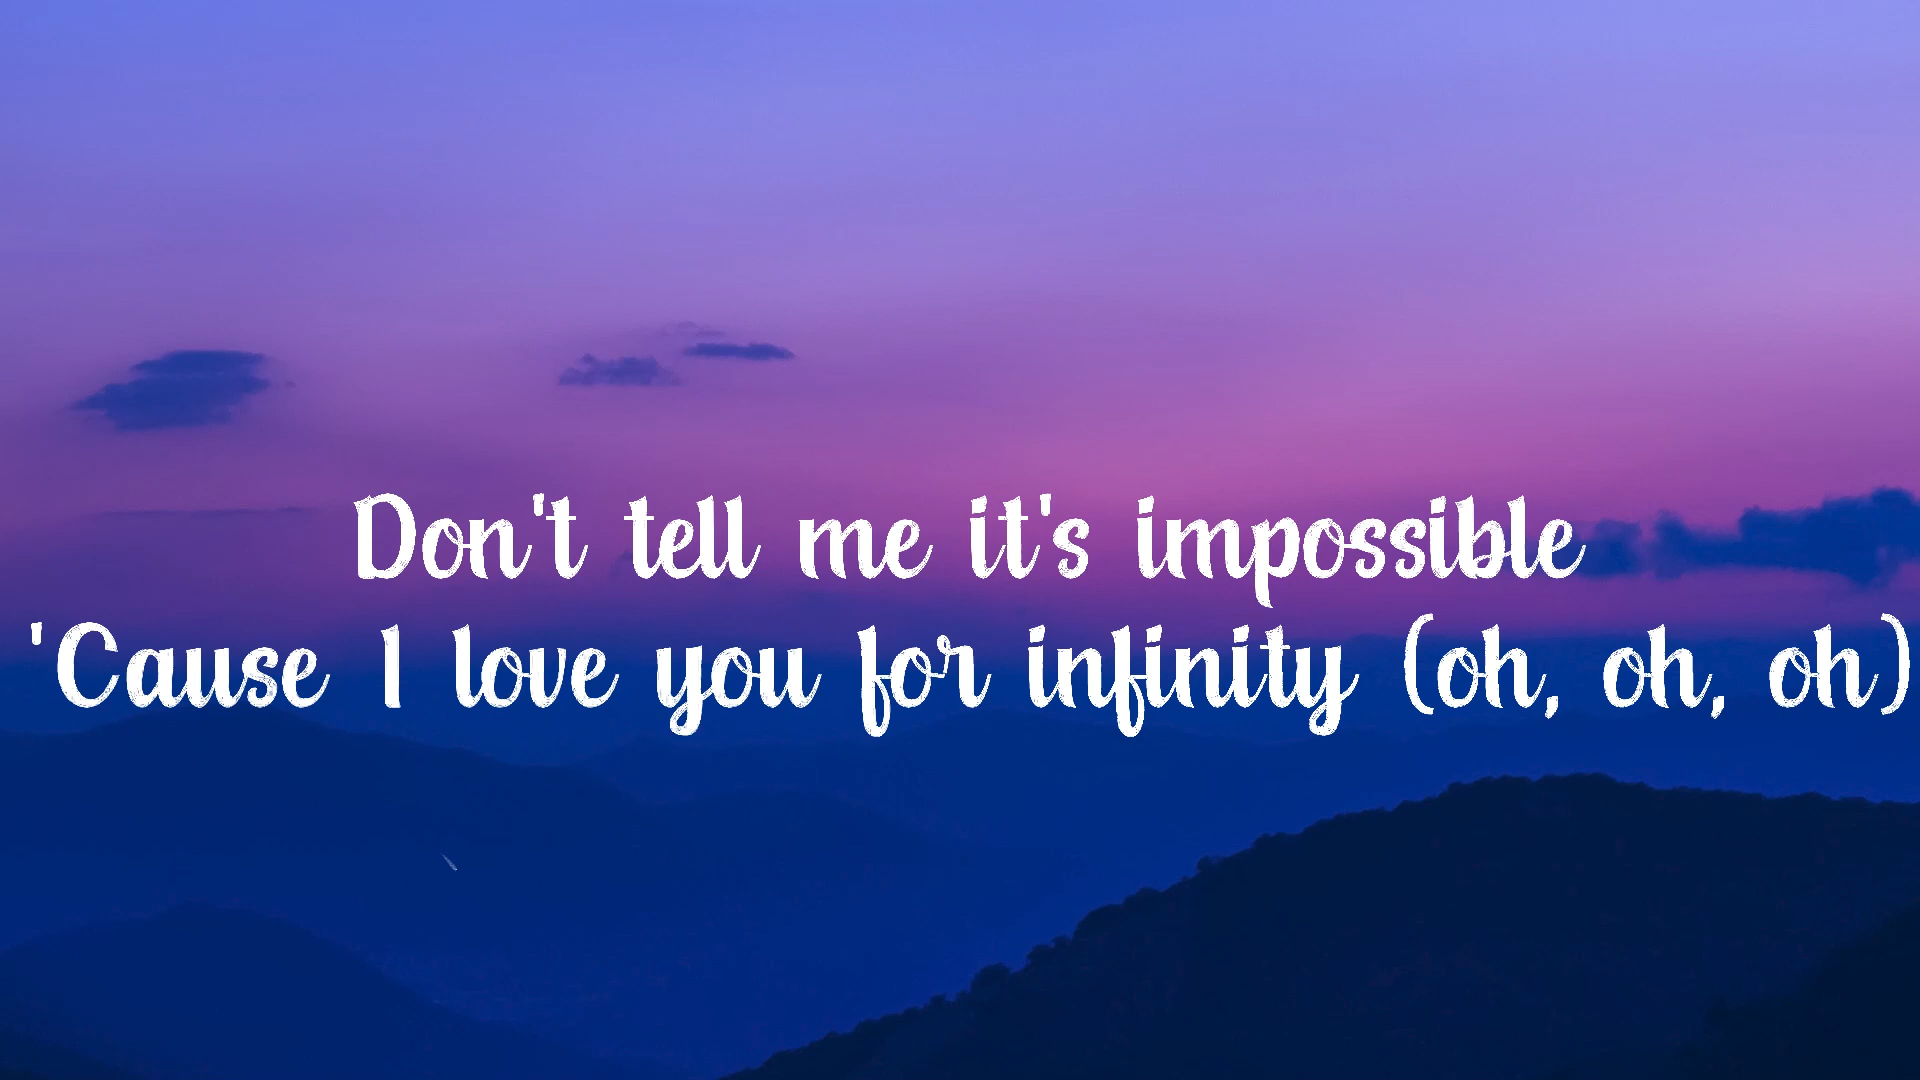 Don't tell me it's impossible
'Cause I love you for infinity (oh, oh, oh)